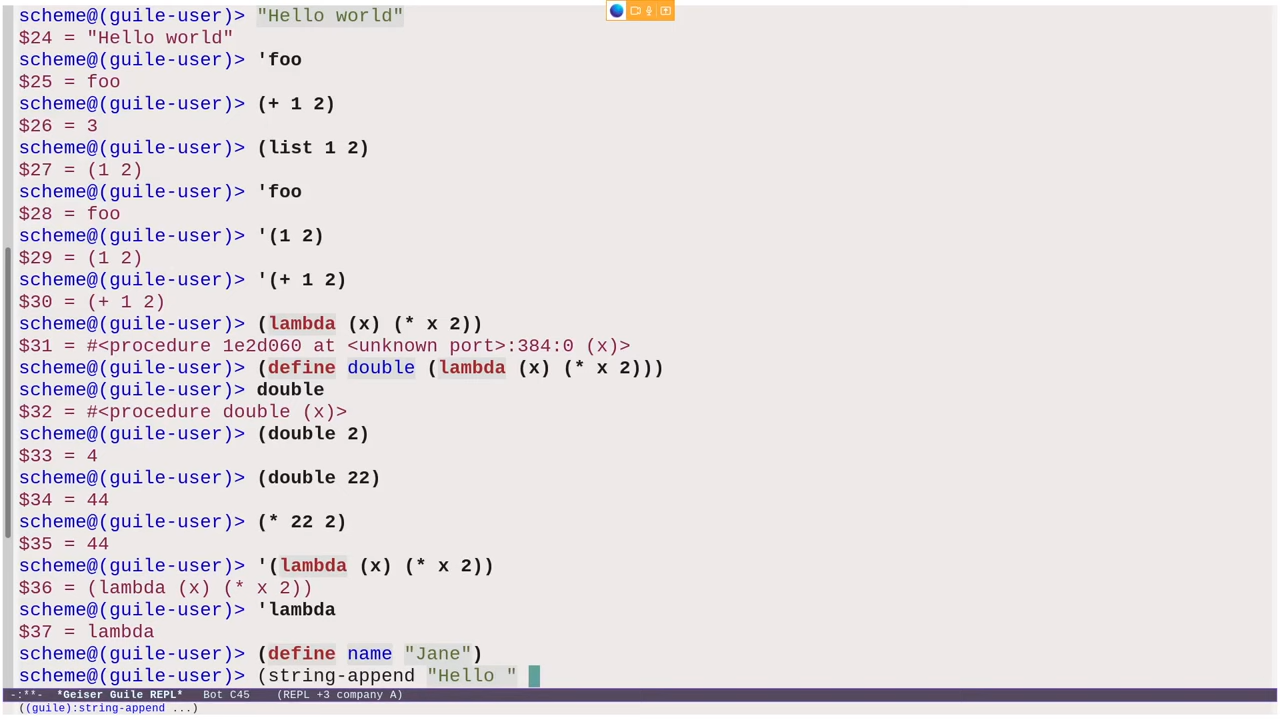 scheme@(guile-user)> "Hello world"
$24 = "Hello world"
scheme@(guile-user)> 'foo
$25 = foo
scheme@(guile-user)> (+ 1 2)
$26 = 3
scheme@(guile-user)> (list 1 2)
$27 = (1 2)
scheme@(guile-user)> 'foo
$28 = foo
scheme@(guile-user)> '(1 2)
$29 = (1 2)
scheme@(guile-user)> '(+ 1 2)
$30 = (+ 1 2)
scheme@(guile-user)> (lambda (x) (* x 2))
$31 = #<procedure 1e2d060 at <unknown port>:384:0 (x)>
scheme@(guile-user)> (define double (lambda (x) (* x 2)))
scheme@(guile-user)> double
$32 = #<procedure double (x)>
scheme@(guile-user)> (double 2)
$33 = 4
scheme@(guile-user)> (double 22)
$34 = 44
scheme@(guile-user)> (* 22 2)
$35 = 44
scheme@(guile-user)> '(lambda (x) (* x 2))
$36 = (lambda (x) (* x 2))
scheme@(guile-user)> 'lambda
$37 = lambda
scheme@(guile-user)> (define name "Jane")
scheme@(guile-user)> (string-append "Hello "
-:**-  *Geiser Guile REPL*   Bot C45    (REPL +3 company A)
((guile):string-append ...)